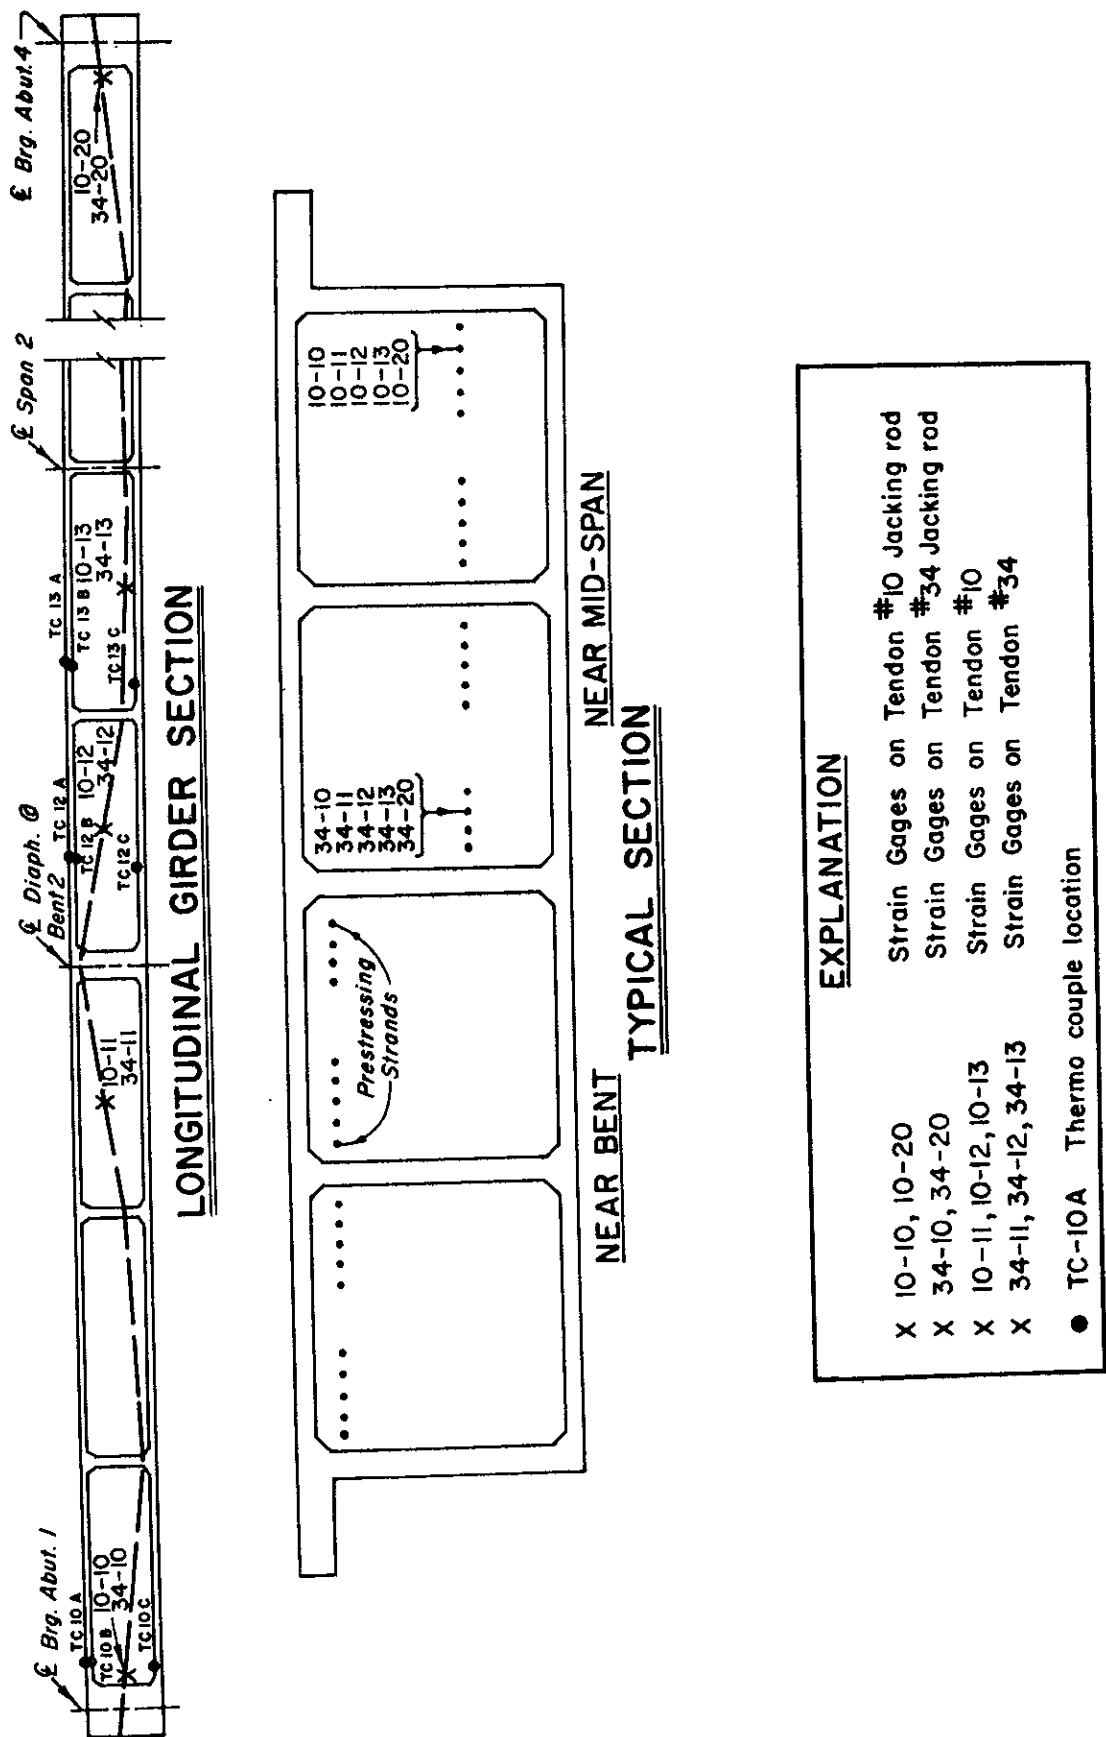 ℄ Brg. Abut. 1
TC 10 A
TC 10 B
10-10
34-10
TC 10 C
10-11
34-11
℄ Diaph. @
Bent 2
TC 12 A
TC 12 B
10-12
34-12
TC 12 C
TC 13 A
TC 13 B
10-13
34-13
TC 13 C
℄ Span 2
10-20
34-20
℄ Brg. Abut. 4
LONGITUDINAL GIRDER SECTION
Prestressing
Strands
34-10
34-11
34-12
34-13
34-20
10-10
10-11
10-12
10-13
10-20
NEAR BENT
NEAR MID-SPAN
TYPICAL SECTION
EXPLANATION
X 10-10, 10-20 Strain Gages on Tendon #10 Jacking rod
X 34-10, 34-20 Strain Gages on Tendon #34 Jacking rod
X 10-11, 10-12, 10-13 Strain Gages on Tendon #10
X 34-11, 34-12, 34-13 Strain Gages on Tendon #34
● TC-10A Thermo couple location